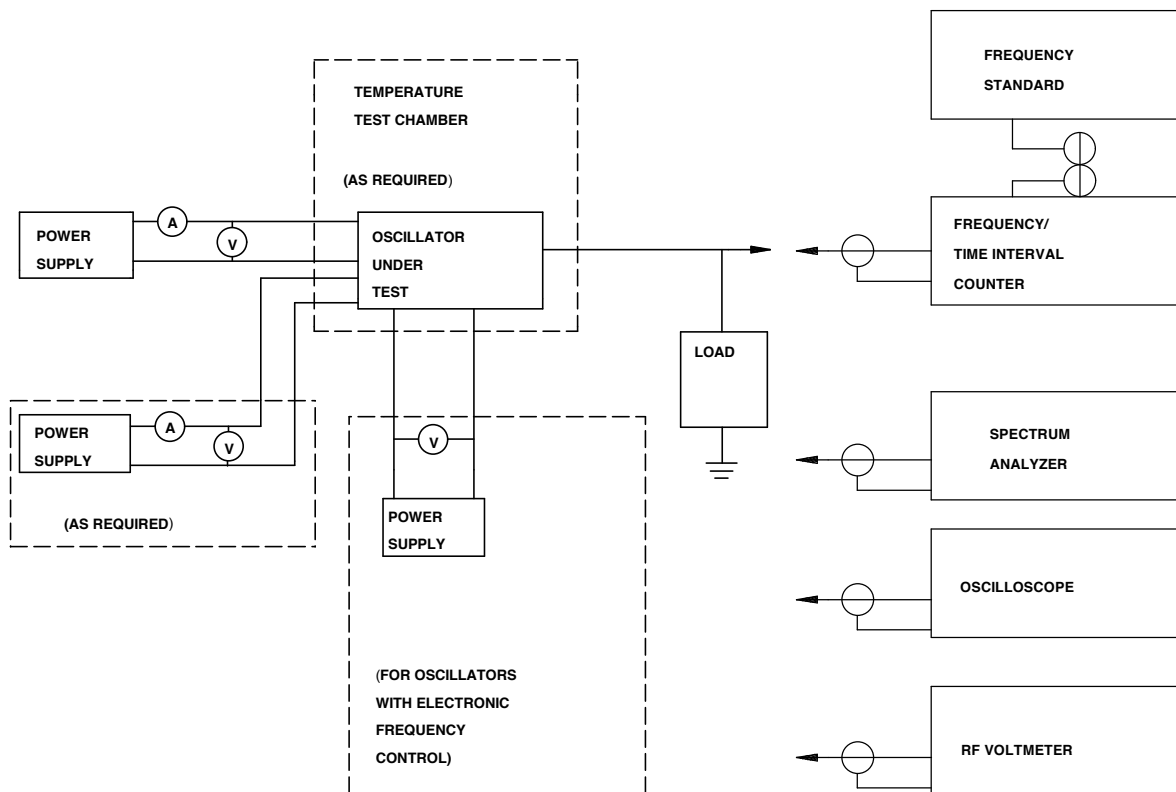 FREQUENCY
STANDARD
TEMPERATURE
TEST CHAMBER
(AS REQUIRED)
POWER
SUPPLY
A
V
OSCILLATOR
UNDER
TEST
FREQUENCY/
TIME INTERVAL
COUNTER
LOAD
POWER
SUPPLY
A
V
(AS REQUIRED)
V
POWER
SUPPLY
(FOR OSCILLATORS
WITH ELECTRONIC
FREQUENCY
CONTROL)
SPECTRUM
ANALYZER
OSCILLOSCOPE
RF VOLTMETER